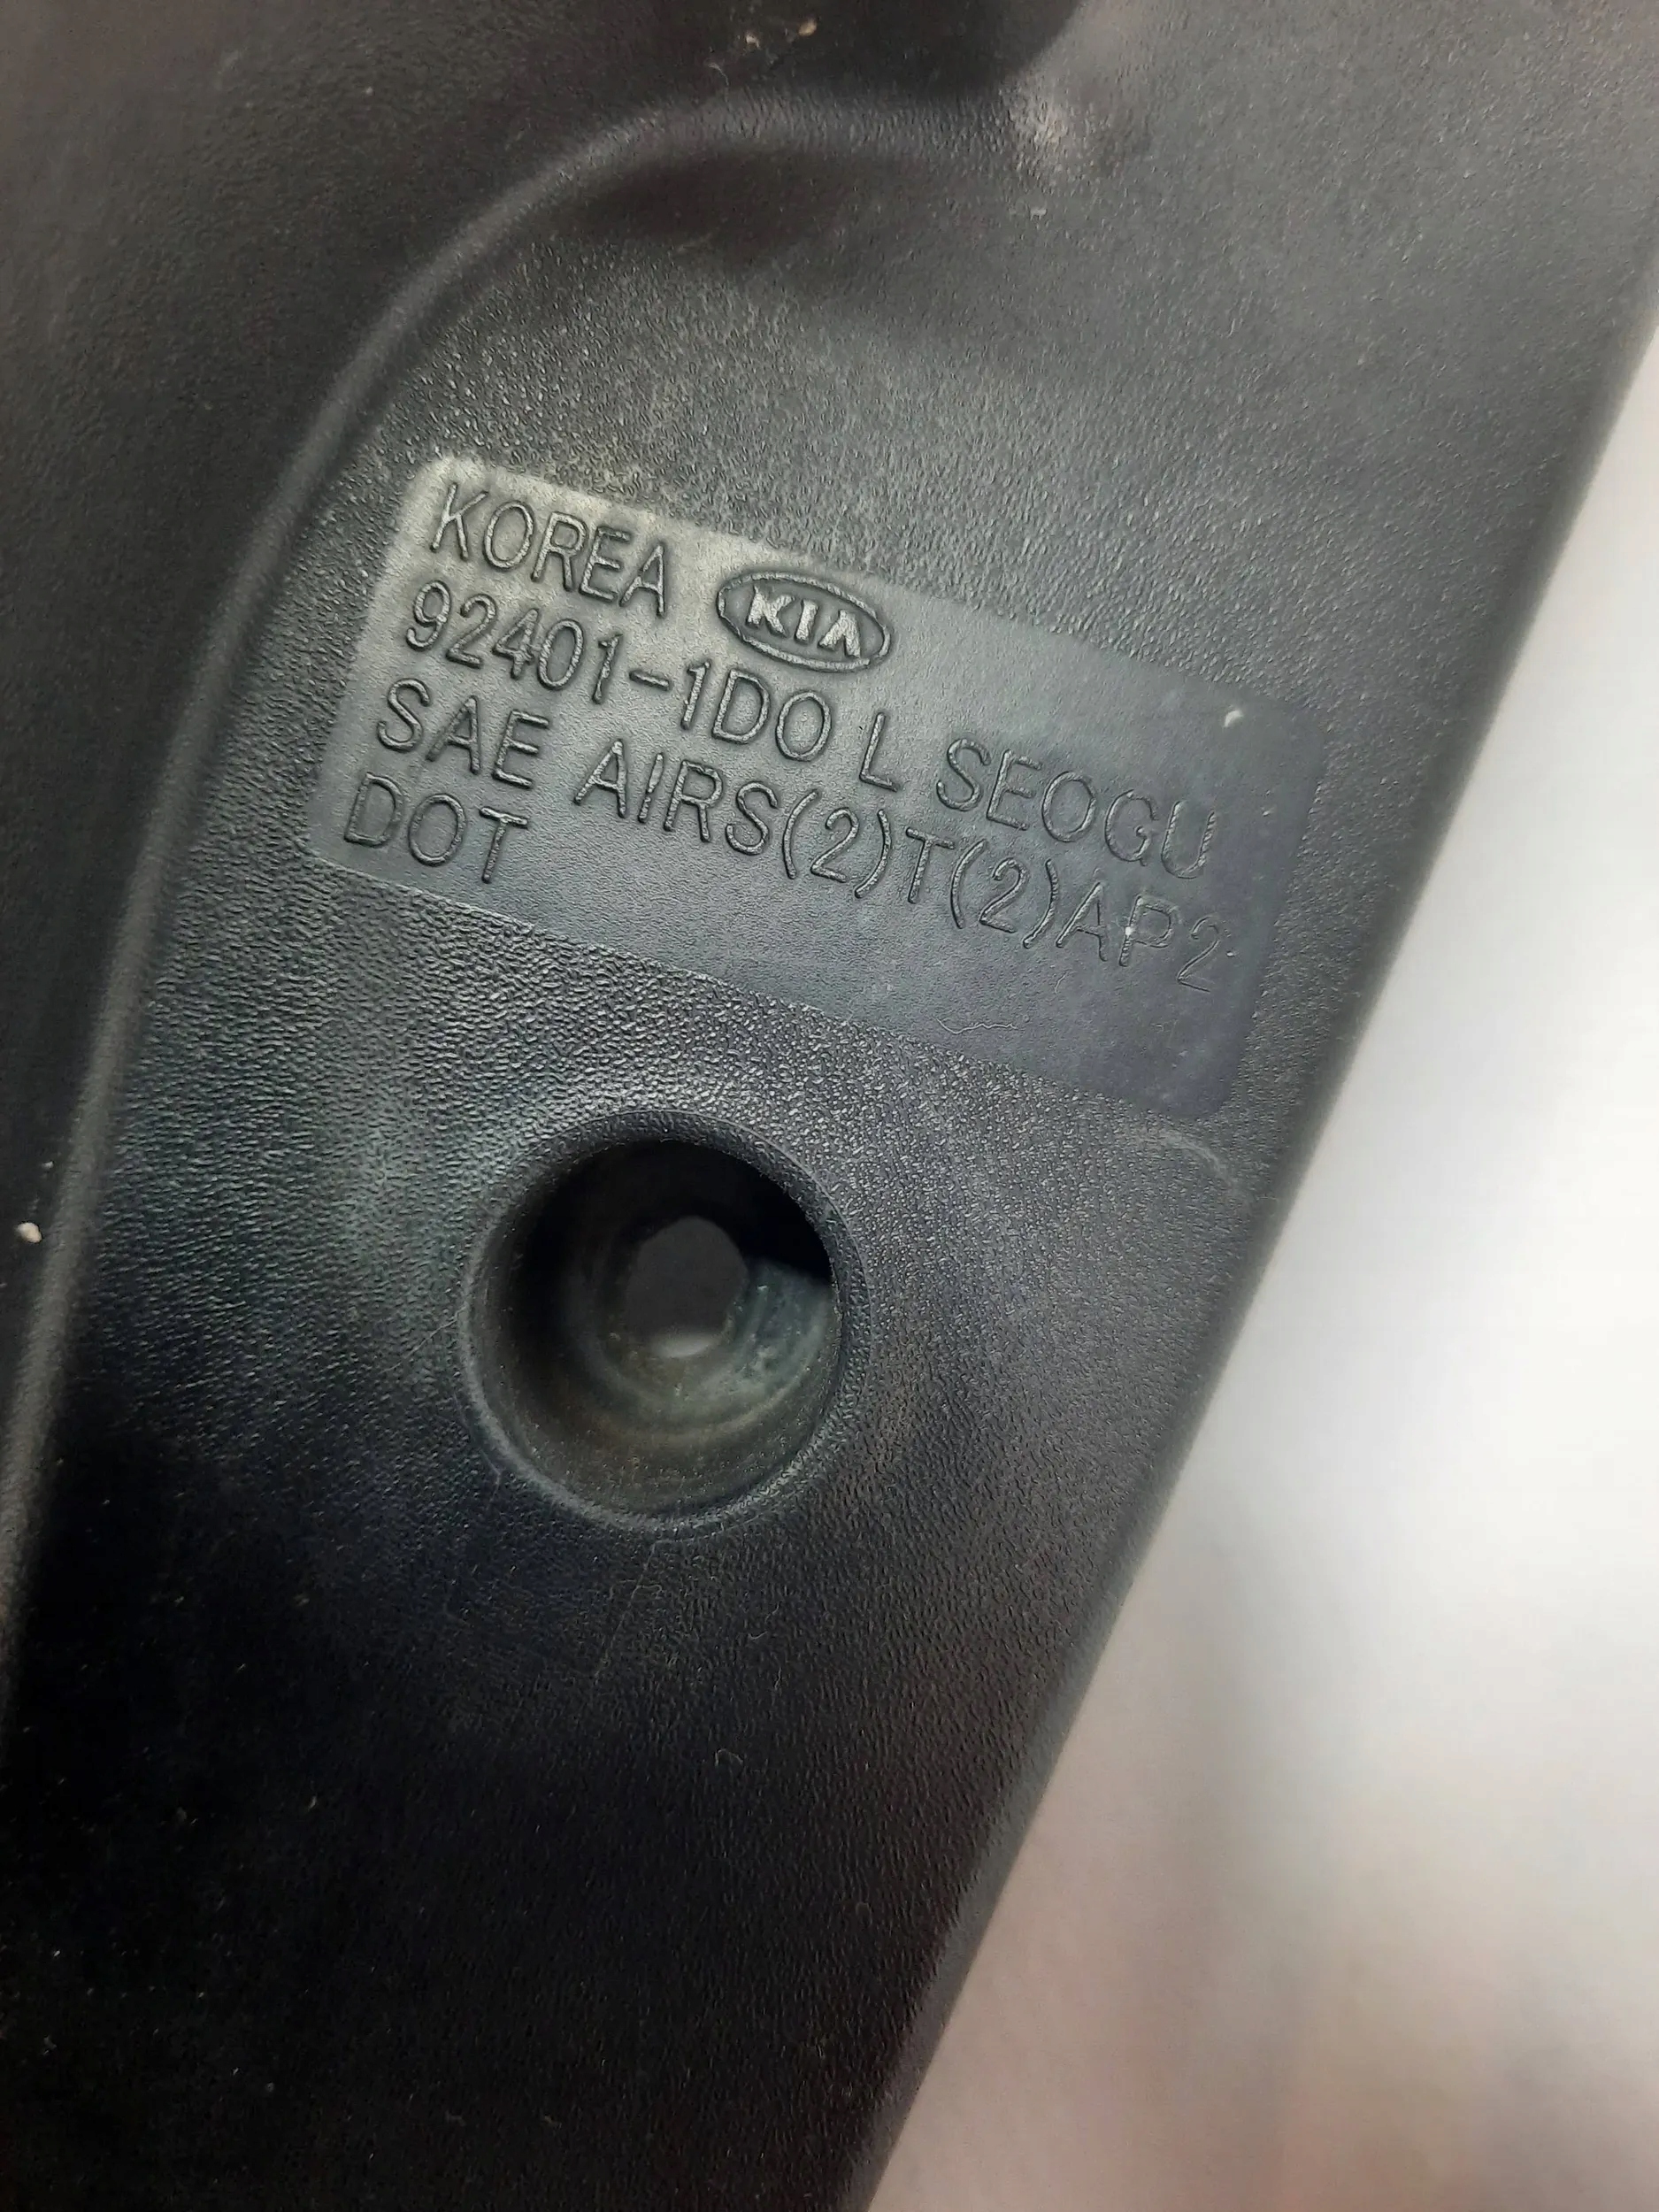 KOREA KIA
92401-1D0 L SEOGU
SAE AIRS(2)T(2)AP2
DOT